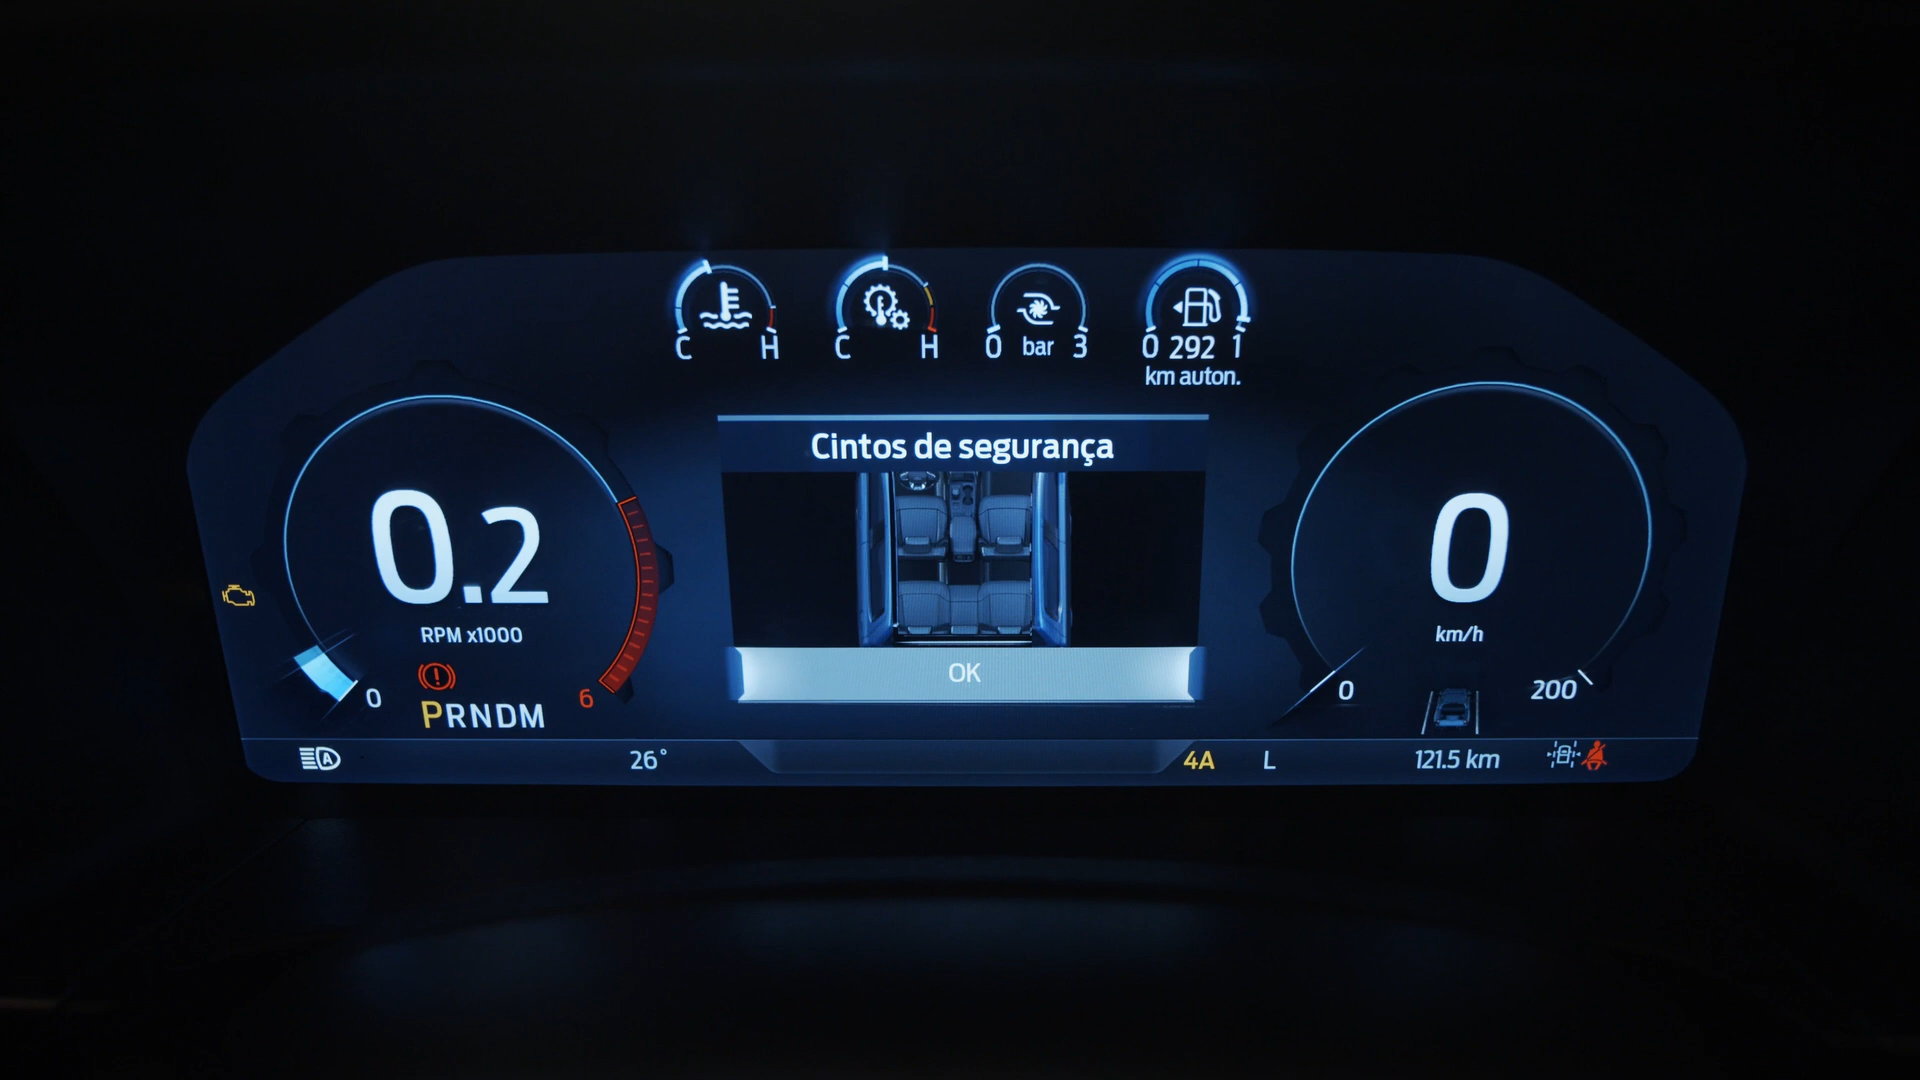 C H
C H
0 bar 3
0 292 1
km auton.
Cintos de segurança
0.2
RPM x1000
0
6
PRNDM
OK
0
km/h
0
200
A
26°
4A
L
121.5 km